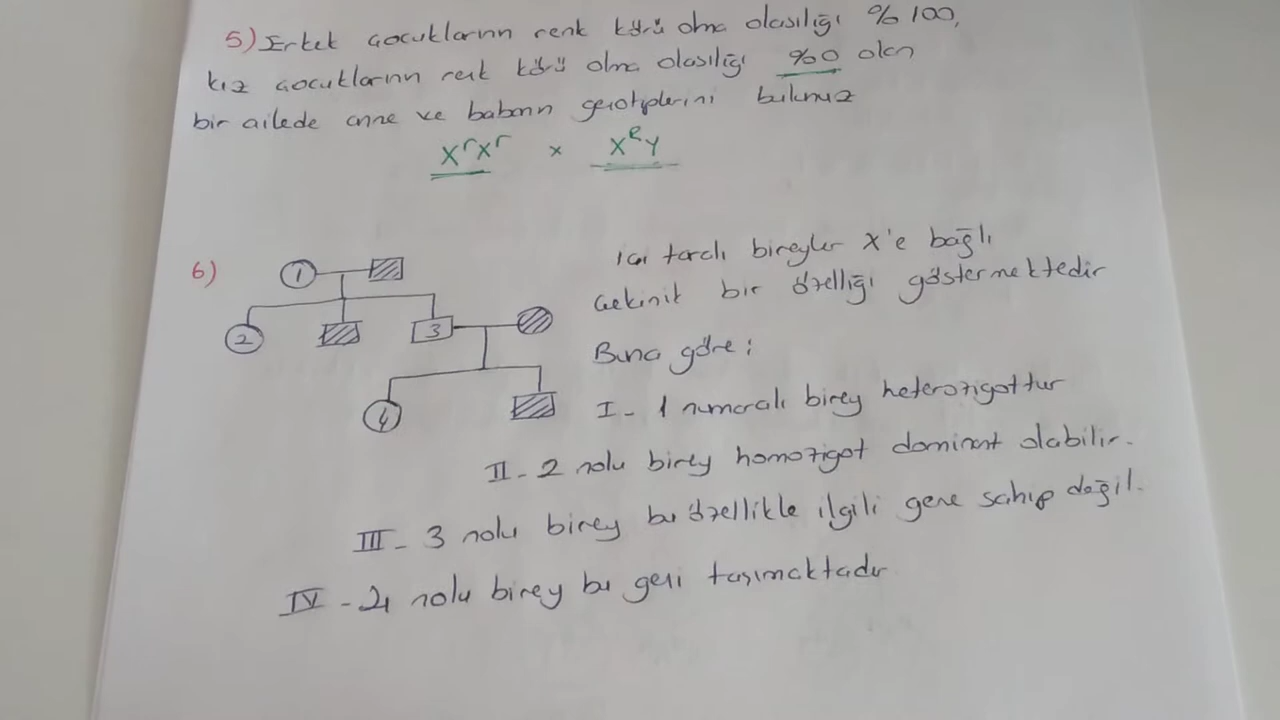 5) Erkek çocukların renk körü olma olasılığı %100,
kız çocukların renk körü olma olasılığı %0 olan
bir ailede anne ve babanın genotiplerini bulunuz
XʳXʳ x XᴿY
6)
1
2
3
4
içi taralı bireyler X'e bağlı
çekinik bir özelliği göstermektedir
Buna göre;
I - 1 numaralı birey heterozigottur
II - 2 nolu birey homozigot dominant olabilir.
III - 3 nolu birey bu özellikle ilgili gene sahip değil.
IV - 4 nolu birey bu geni taşımaktadır